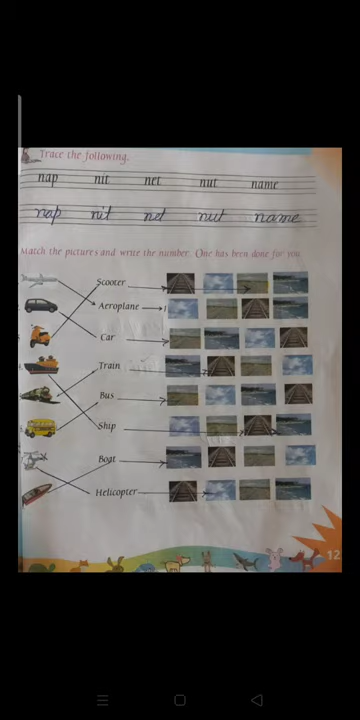 Trace the following.
nap nit net nut name
nap nit net nut name
Match the pictures and write the number. One has been done for you.
Scooter
Aeroplane
Car
Train
Bus
Ship
Boat
Helicopter
12